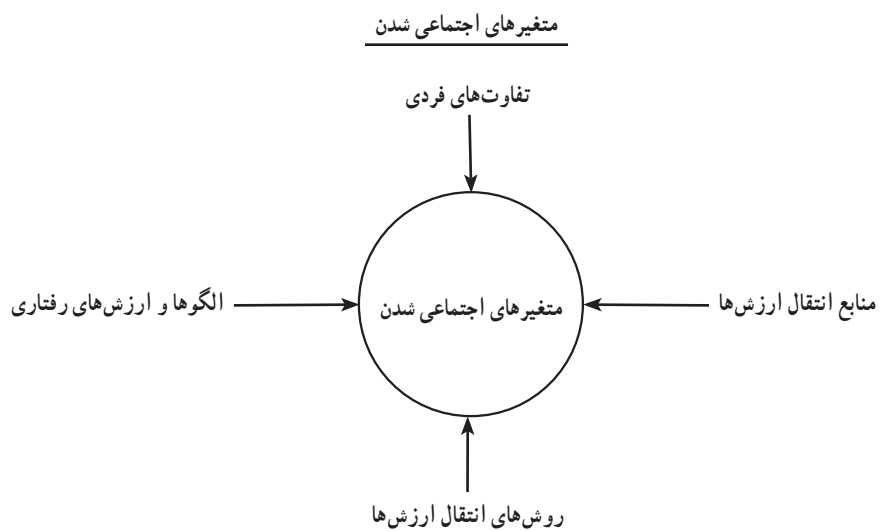 متغیرهای اجتماعی شدن
تفاوت‌های فردی
منابع انتقال ارزش‌ها
متغیرهای اجتماعی شدن
الگوها و ارزش‌های رفتاری
روش‌های انتقال ارزش‌ها